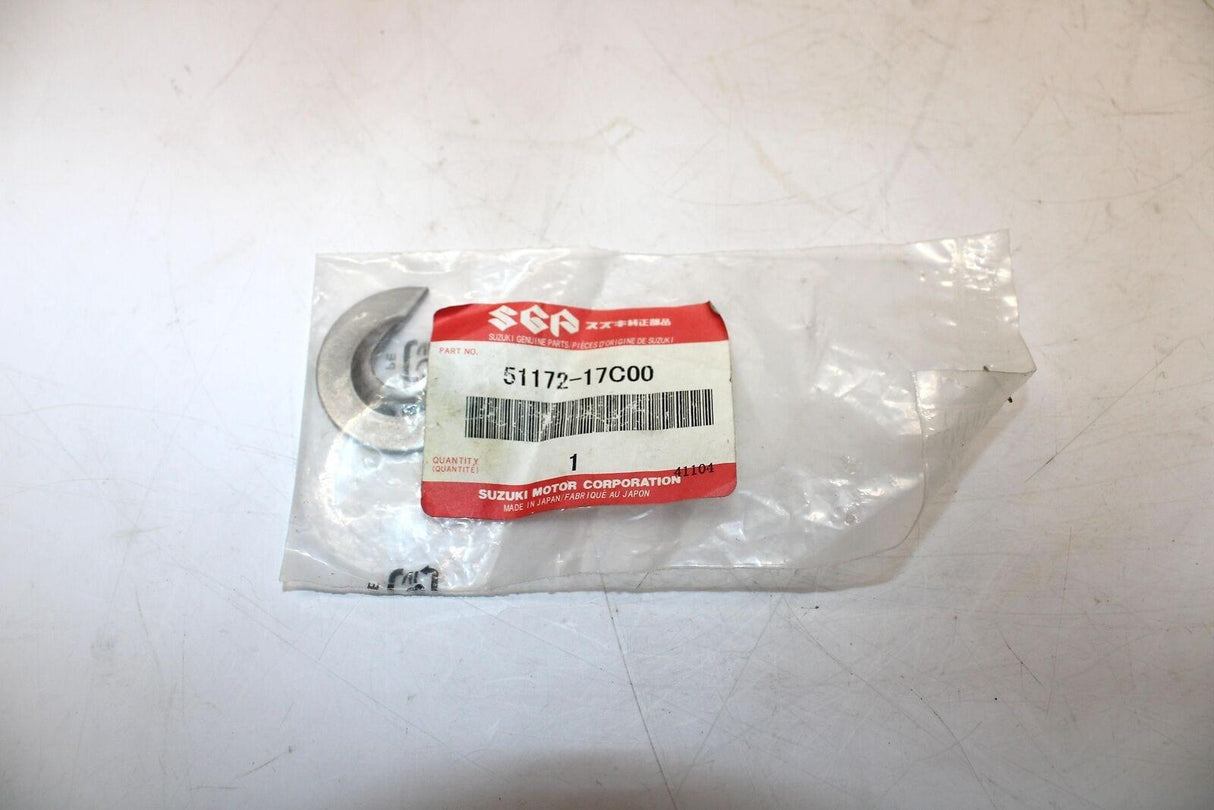 SGP スズキ純正部品
SUZUKI GENUINE PARTS/PIÈCES D'ORIGINE DE SUZUKI
PART NO.
51172-17C00
QUANTITY
(QUANTITÉ)
1
41104
SUZUKI MOTOR CORPORATION
MADE IN JAPAN/FABRIQUÉ AU JAPON
PE